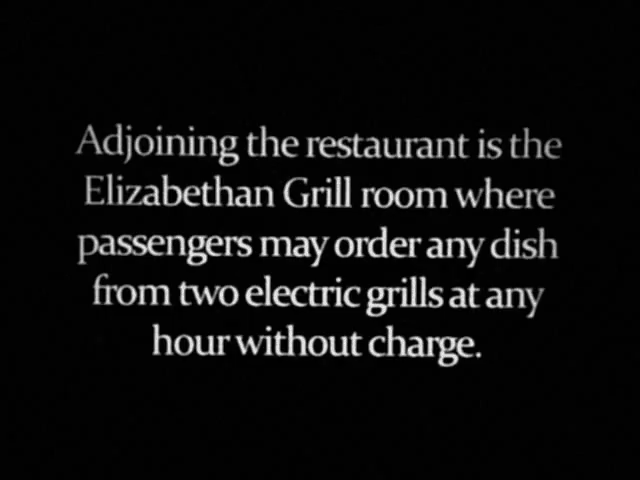 Adjoining the restaurant is the
Elizabethan Grill room where
passengers may order any dish
from two electric grills at any
hour without charge.